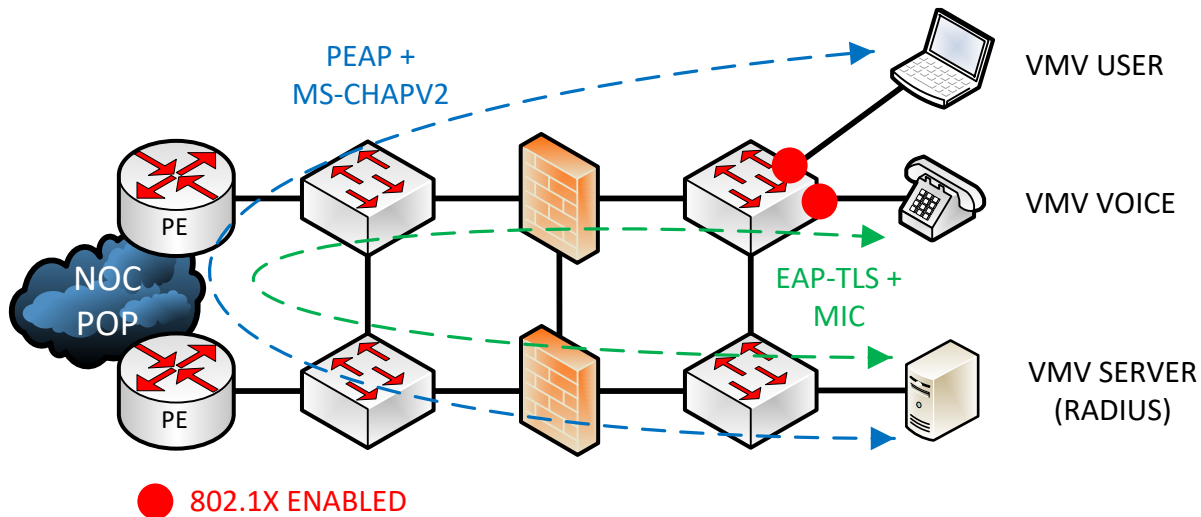 PEAP +
MS-CHAPV2
VMV USER
PE
VMV VOICE
NOC
POP
EAP-TLS +
MIC
PE
VMV SERVER
(RADIUS)
802.1X ENABLED